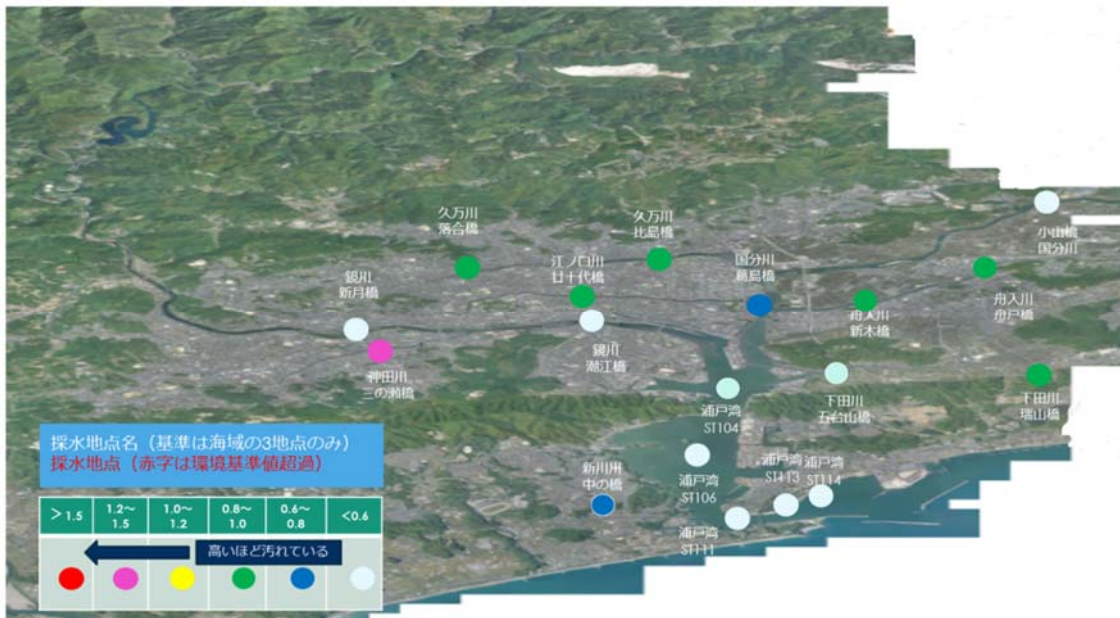 久万川
落合橋
久万川
比島橋
小山橋
国分川
鏡川
新月橋
江ノ口川
廿十代橋
国分川
葛島橋
舟入川
新木橋
舟入川
舟戸橋
神田川
三の瀬橋
鏡川
潮江橋
浦戸湾
ST104
下田川
五台山橋
下田川
瑞山橋
採水地点名（基準は海域の3地点のみ）
採水地点（赤字は環境基準値超過）
新川川
中の橋
浦戸湾
ST106
浦戸湾
ST113
浦戸湾
ST114
浦戸湾
ST111
＞1.5
1.2～
1.5
1.0～
1.2
0.8～
1.0
0.6～
0.8
<0.6
高いほど汚れている